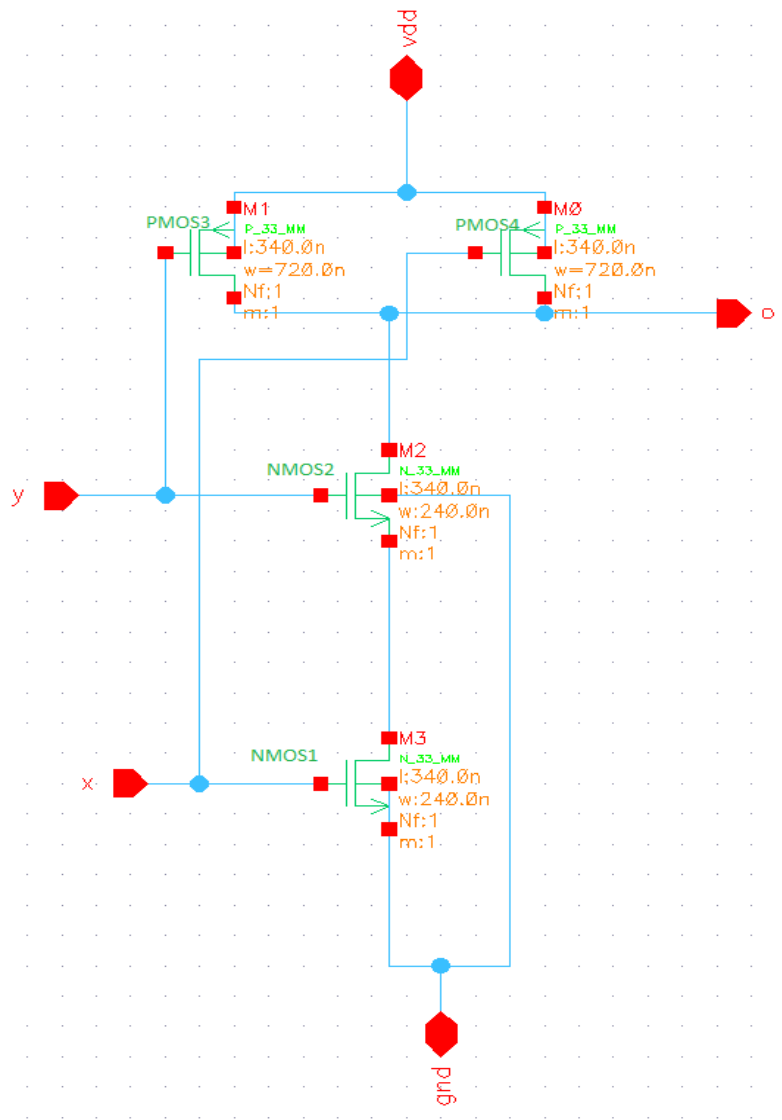 vdd
M1
PMOS3
P_33_MM
l:340.0n
w=720.0n
Nf:1
m:1
MØ
PMOS4
P_33_MM
l:340.0n
w=720.0n
Nf:1
m:1
o
M2
NMOS2
N_33_MM
l:340.0n
w:240.0n
Nf:1
m:1
y
M3
NMOS1
N_33_MM
l:340.0n
w:240.0n
Nf:1
m:1
x
gnd